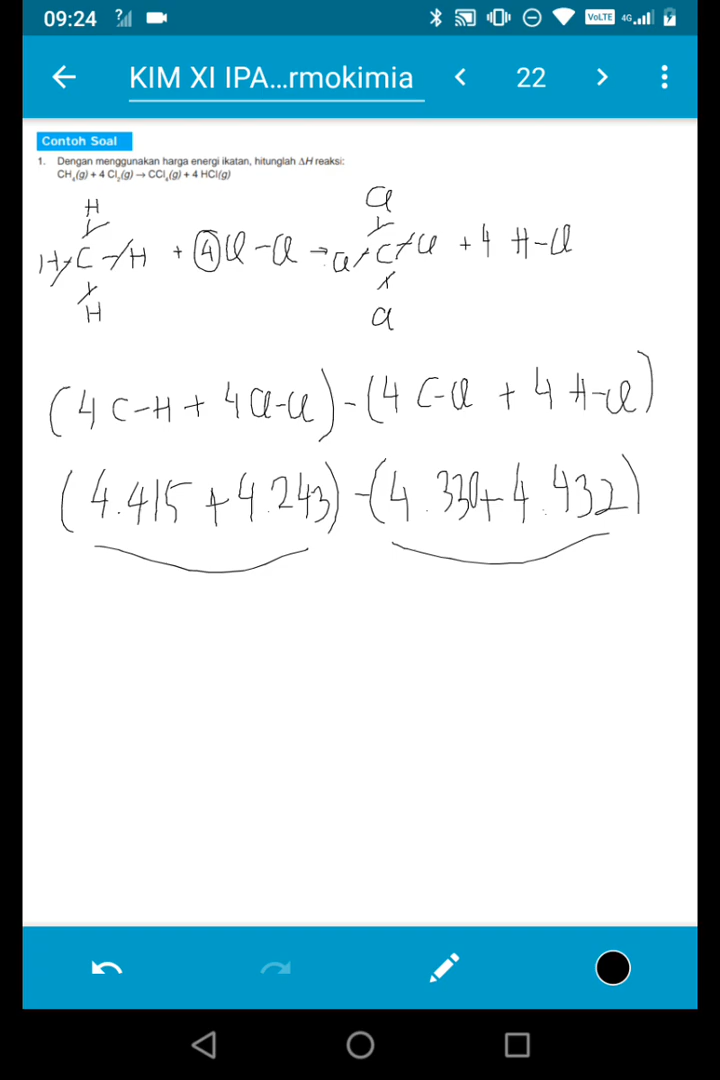 09:24 ? VoLTE 4G
KIM XI IPA...rmokimia < 22 >
Contoh Soal
1. Dengan menggunakan harga energi ikatan, hitunglah ΔH reaksi:
CH₄(g) + 4 Cl₂(g) → CCl₄(g) + 4 HCl(g)
H Cl
H-C-H + 4 Cl-Cl → Cl-C-Cl + 4 H-Cl
H Cl
(4 C-H + 4 Cl-Cl) - (4 C-Cl + 4 H-Cl)
(4.415 + 4.243) - (4.330 + 4.432)